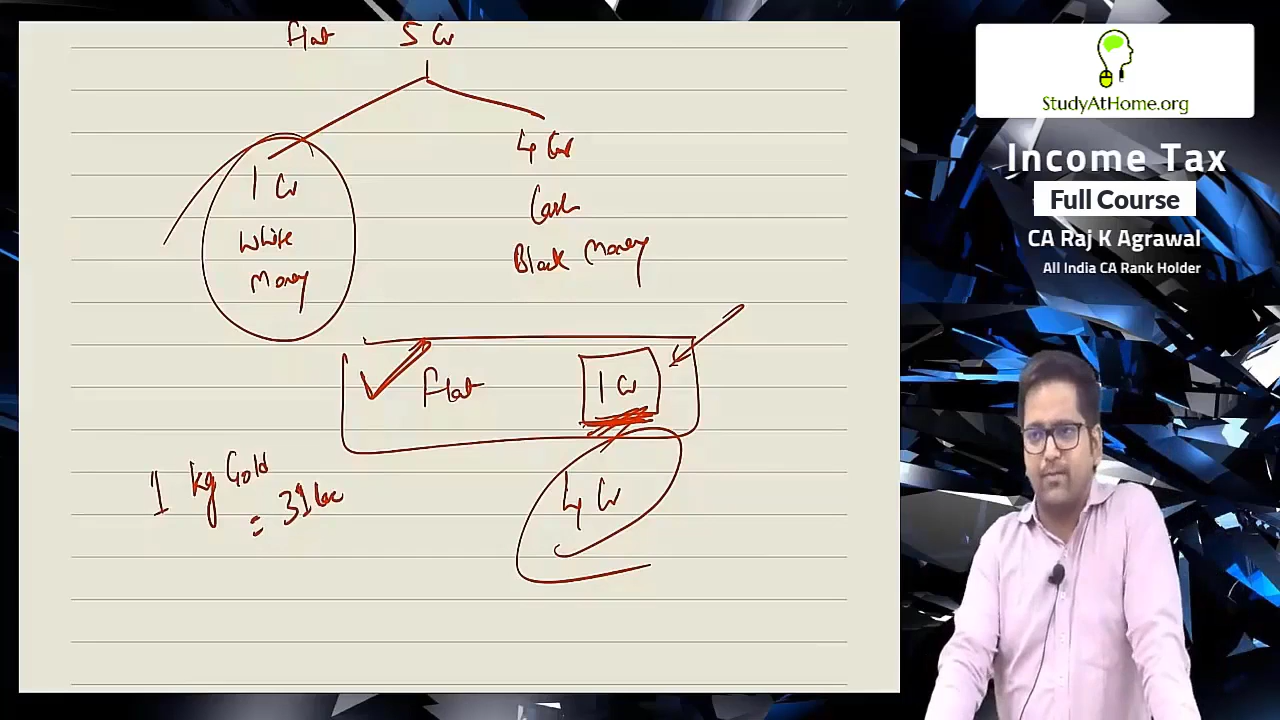 Flat 5 Cr
1 Cr
White
Money
4 Cr
Cash
Black Money
Flat 1 Cr
4 Cr
1 kg Gold
= 31 lac
StudyAtHome.org
Income Tax
Full Course
CA Raj K Agrawal
All India CA Rank Holder